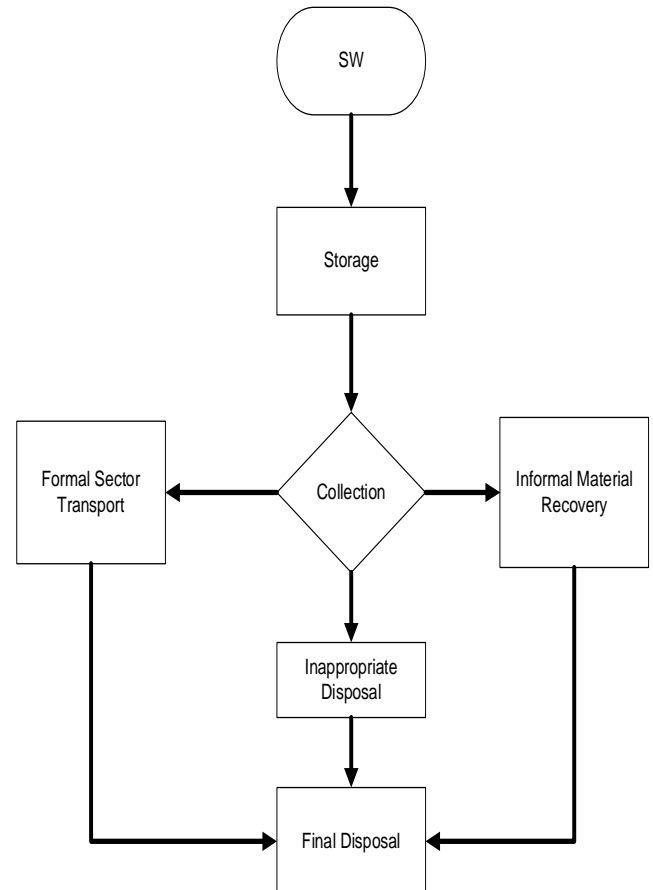 SW
Storage
Formal Sector
Transport
Collection
Informal Material
Recovery
Inappropriate
Disposal
Final Disposal